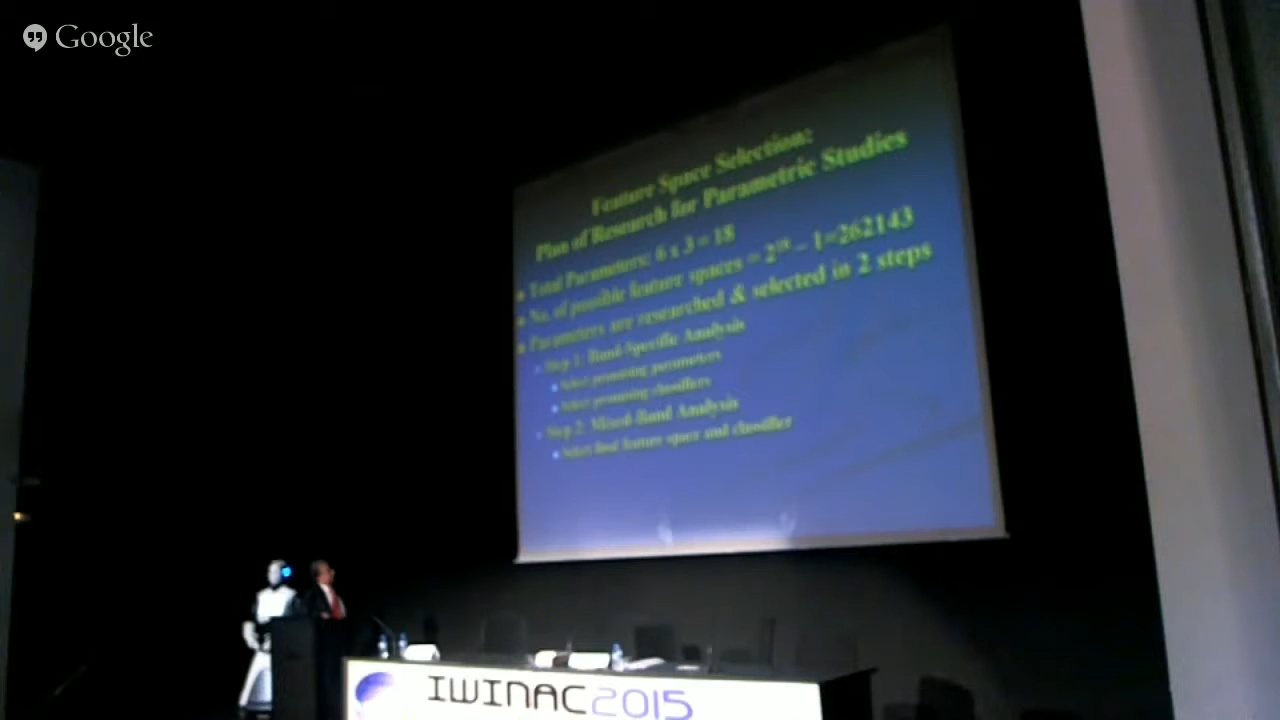 Google
Feature Space Selection:
Plan of Research for Parametric Studies
Total Parameters: 6 x 3 = 18
No. of possible feature spaces = 2¹⁸ – 1=262143
Parameters are researched & selected in 2 steps
Step 1: Band-Specific Analysis
Select promising parameters
Select promising classifiers
Step 2: Mixed-Band Analysis
Select final feature space and classifier
IWINAC2015